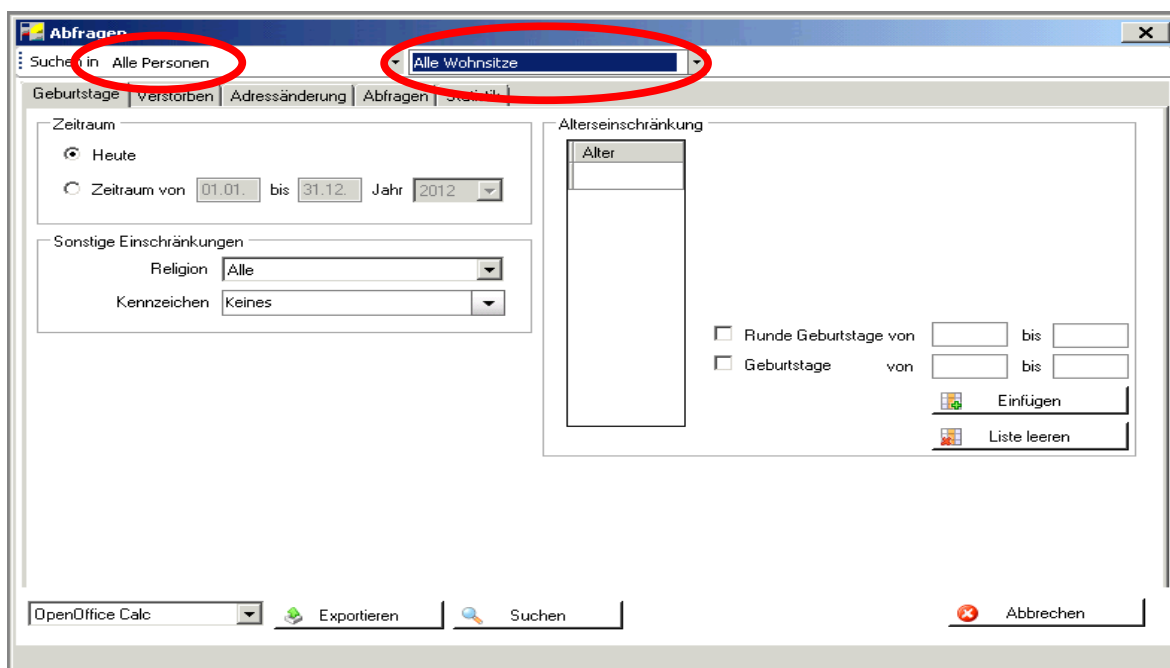 Abfragen
Suchen in Alle Personen Alle Wohnsitze
Geburtstage Verstorben Adressänderung Abfragen Statistik
Zeitraum
Heute
Zeitraum von 01.01. bis 31.12. Jahr 2012
Sonstige Einschränkungen
Religion Alle
Kennzeichen Keines
Alterseinschränkung
Alter
Runde Geburtstage von bis
Geburtstage von bis
Einfügen
Liste leeren
OpenOffice Calc Exportieren Suchen Abbrechen